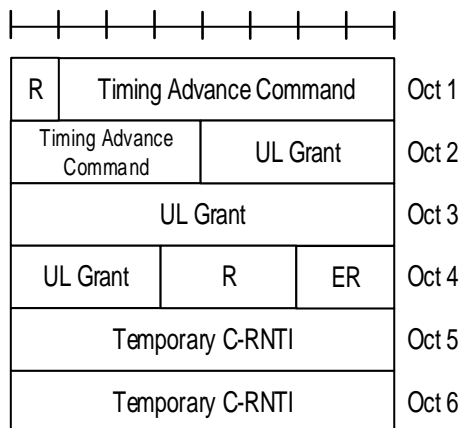 R Timing Advance Command Oct 1
Timing Advance
Command UL Grant Oct 2
UL Grant Oct 3
UL Grant R ER Oct 4
Temporary C-RNTI Oct 5
Temporary C-RNTI Oct 6